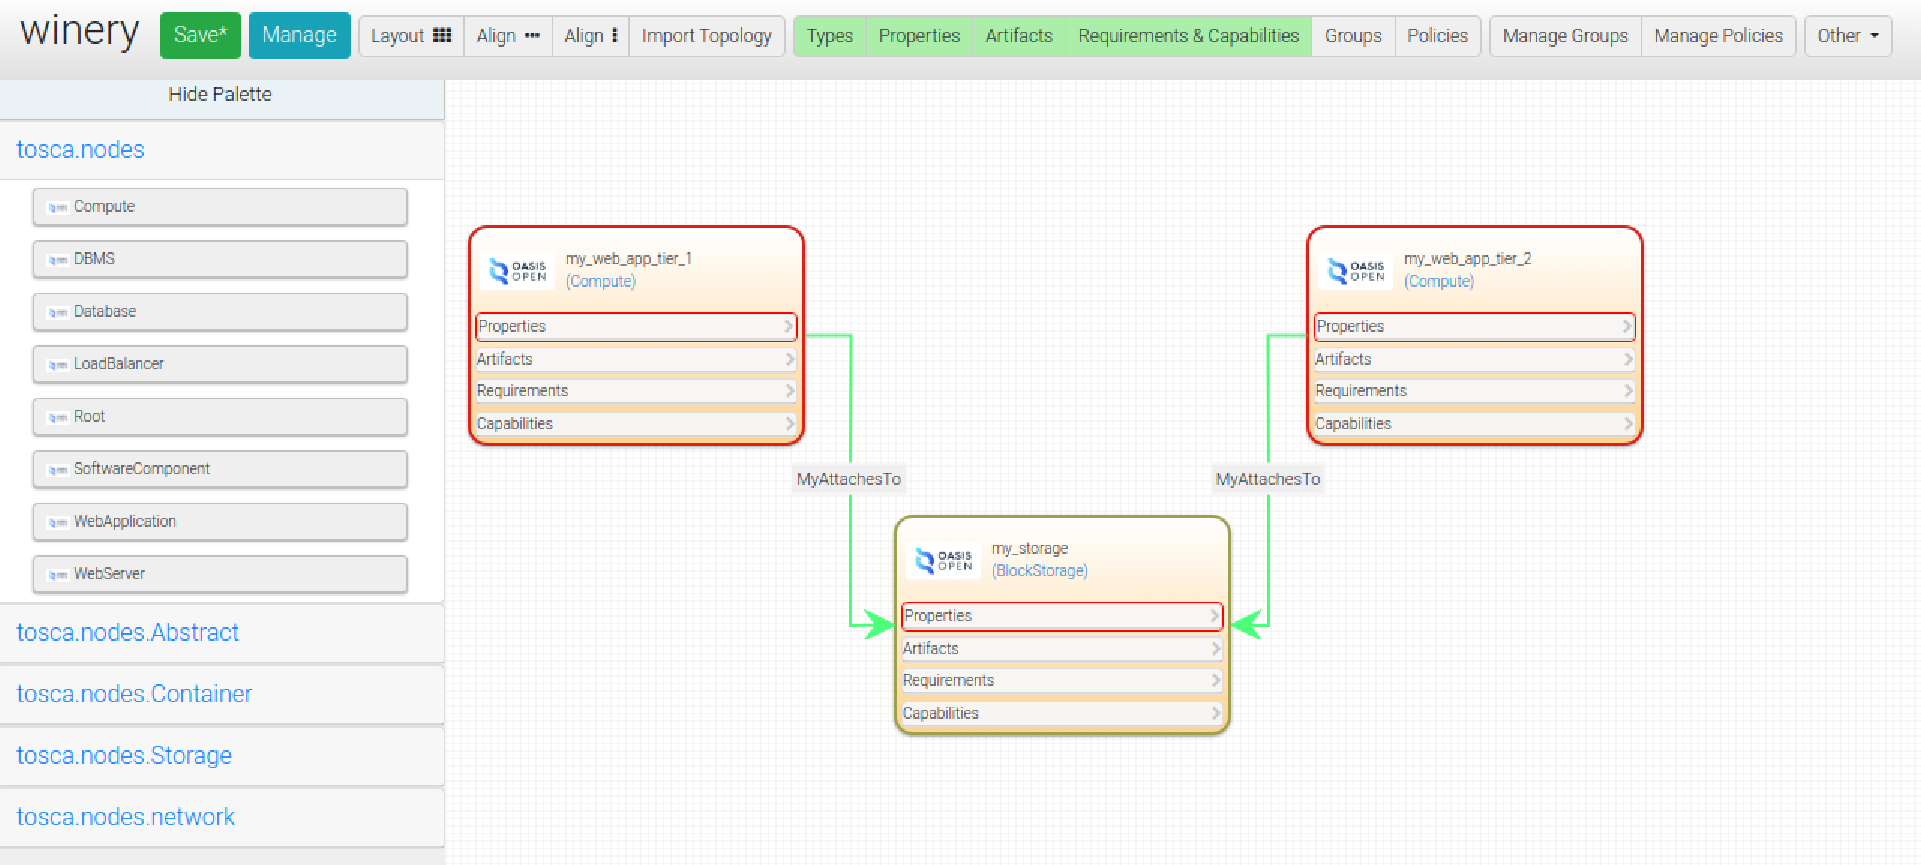 winery
Save*
Manage
Layout
Align
Align
Import Topology
Types
Properties
Artifacts
Requirements & Capabilities
Groups
Policies
Manage Groups
Manage Policies
Other
Hide Palette
tosca.nodes
Compute
DBMS
Database
LoadBalancer
Root
SoftwareComponent
WebApplication
WebServer
tosca.nodes.Abstract
tosca.nodes.Container
tosca.nodes.Storage
tosca.nodes.network
OASIS OPEN
my_web_app_tier_1
(Compute)
Properties
Artifacts
Requirements
Capabilities
OASIS OPEN
my_web_app_tier_2
(Compute)
Properties
Artifacts
Requirements
Capabilities
MyAttachesTo
MyAttachesTo
OASIS OPEN
my_storage
(BlockStorage)
Properties
Artifacts
Requirements
Capabilities